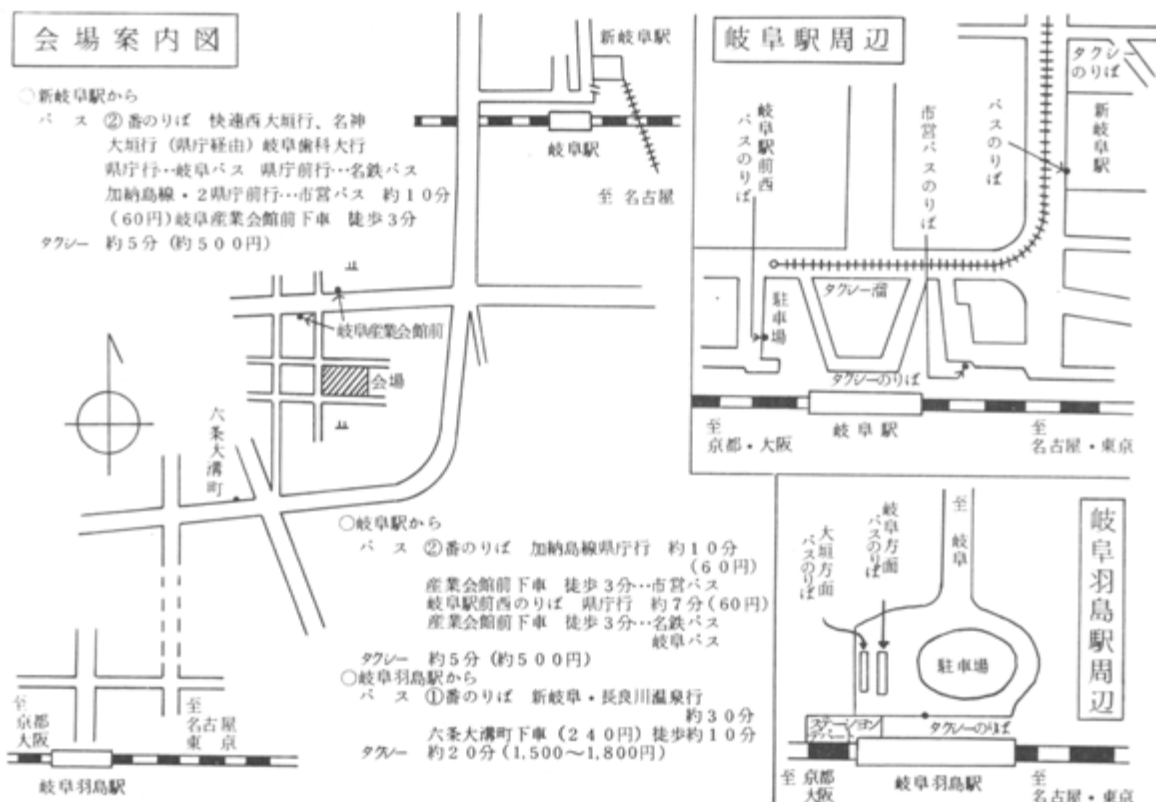 会場案内図
○新岐阜駅から
バス ②番のりば 快速西大垣行、名神
大垣行（県庁経由）岐阜歯科大行
県庁行…岐阜バス 県庁前行…名鉄バス
加納島線・2県庁前行…市営バス 約10分
(60円)岐阜産業会館前下車 徒歩3分
タクシー 約5分(約500円)
新岐阜駅
岐阜駅
至 名古屋
岐阜産業会館前
会場
六条大溝町
○岐阜駅から
バス ②番のりば 加納島線県庁行 約10分
(60円)
産業会館前下車 徒歩3分…市営バス
岐阜駅前西のりば 県庁行 約7分(60円)
産業会館前下車 徒歩3分…名鉄バス
岐阜バス
タクシー 約5分(約500円)
○岐阜羽島駅から
バス ①番のりば 新岐阜・長良川温泉行
約30分
六条大溝町下車(240円)徒歩約10分
タクシー 約20分(1,500〜1,800円)
至
京都
大阪
至
名古屋
東京
岐阜羽島駅
岐阜駅周辺
タクシー
のりば
新岐阜駅
バスのりば
市営バスのりば
岐阜駅前西
バスのりば
駐車場
タクシー溜
タクシーのりば
岐阜駅
至
京都・大阪
至
名古屋・東京
岐阜羽島駅周辺
至 岐阜
岐阜方面
バスのりば
大垣方面
バスのりば
駐車場
ステーション
デパート
タクシーのりば
岐阜羽島駅
至 京都
大阪
至
名古屋・東京